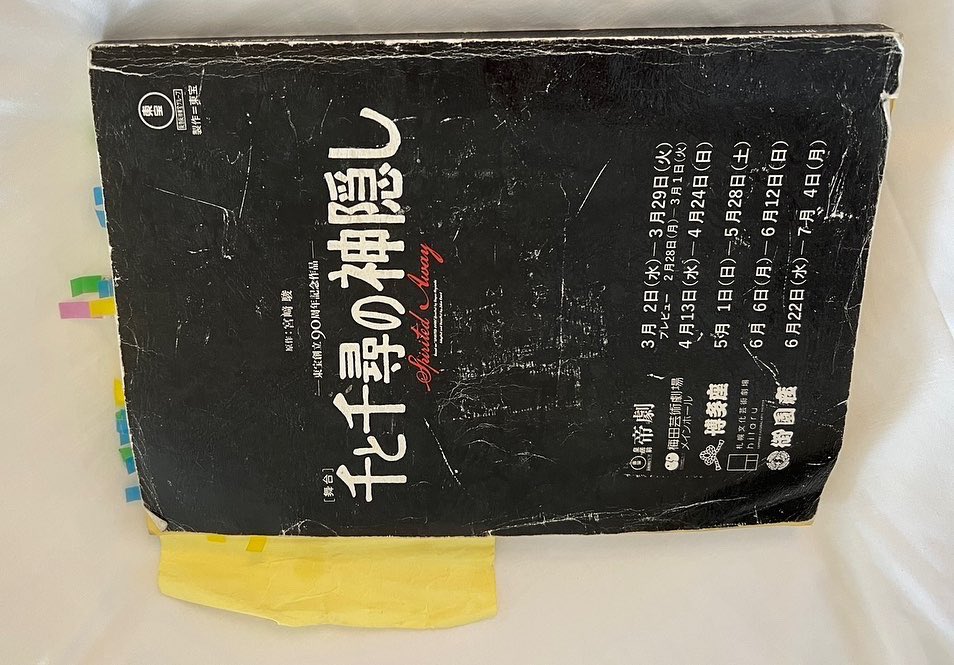 東宝
製作＝東宝
原作：宮﨑 駿
東宝創立90周年記念作品
［舞台］
千と千尋の神隠し
Spirited Away
帝劇 3月 2日(水)―3月29日(火)
プレビュー 2月28日(月)―3月1日(火)
梅田芸術劇場 4月13日(水)―4月24日(日)
メインホール
博多座 5月 1日(日)―5月28日(土)
札幌文化芸術劇場 6月 6日(月)―6月12日(日)
hitaru
御園座 6月22日(水)―7月 4日(月)